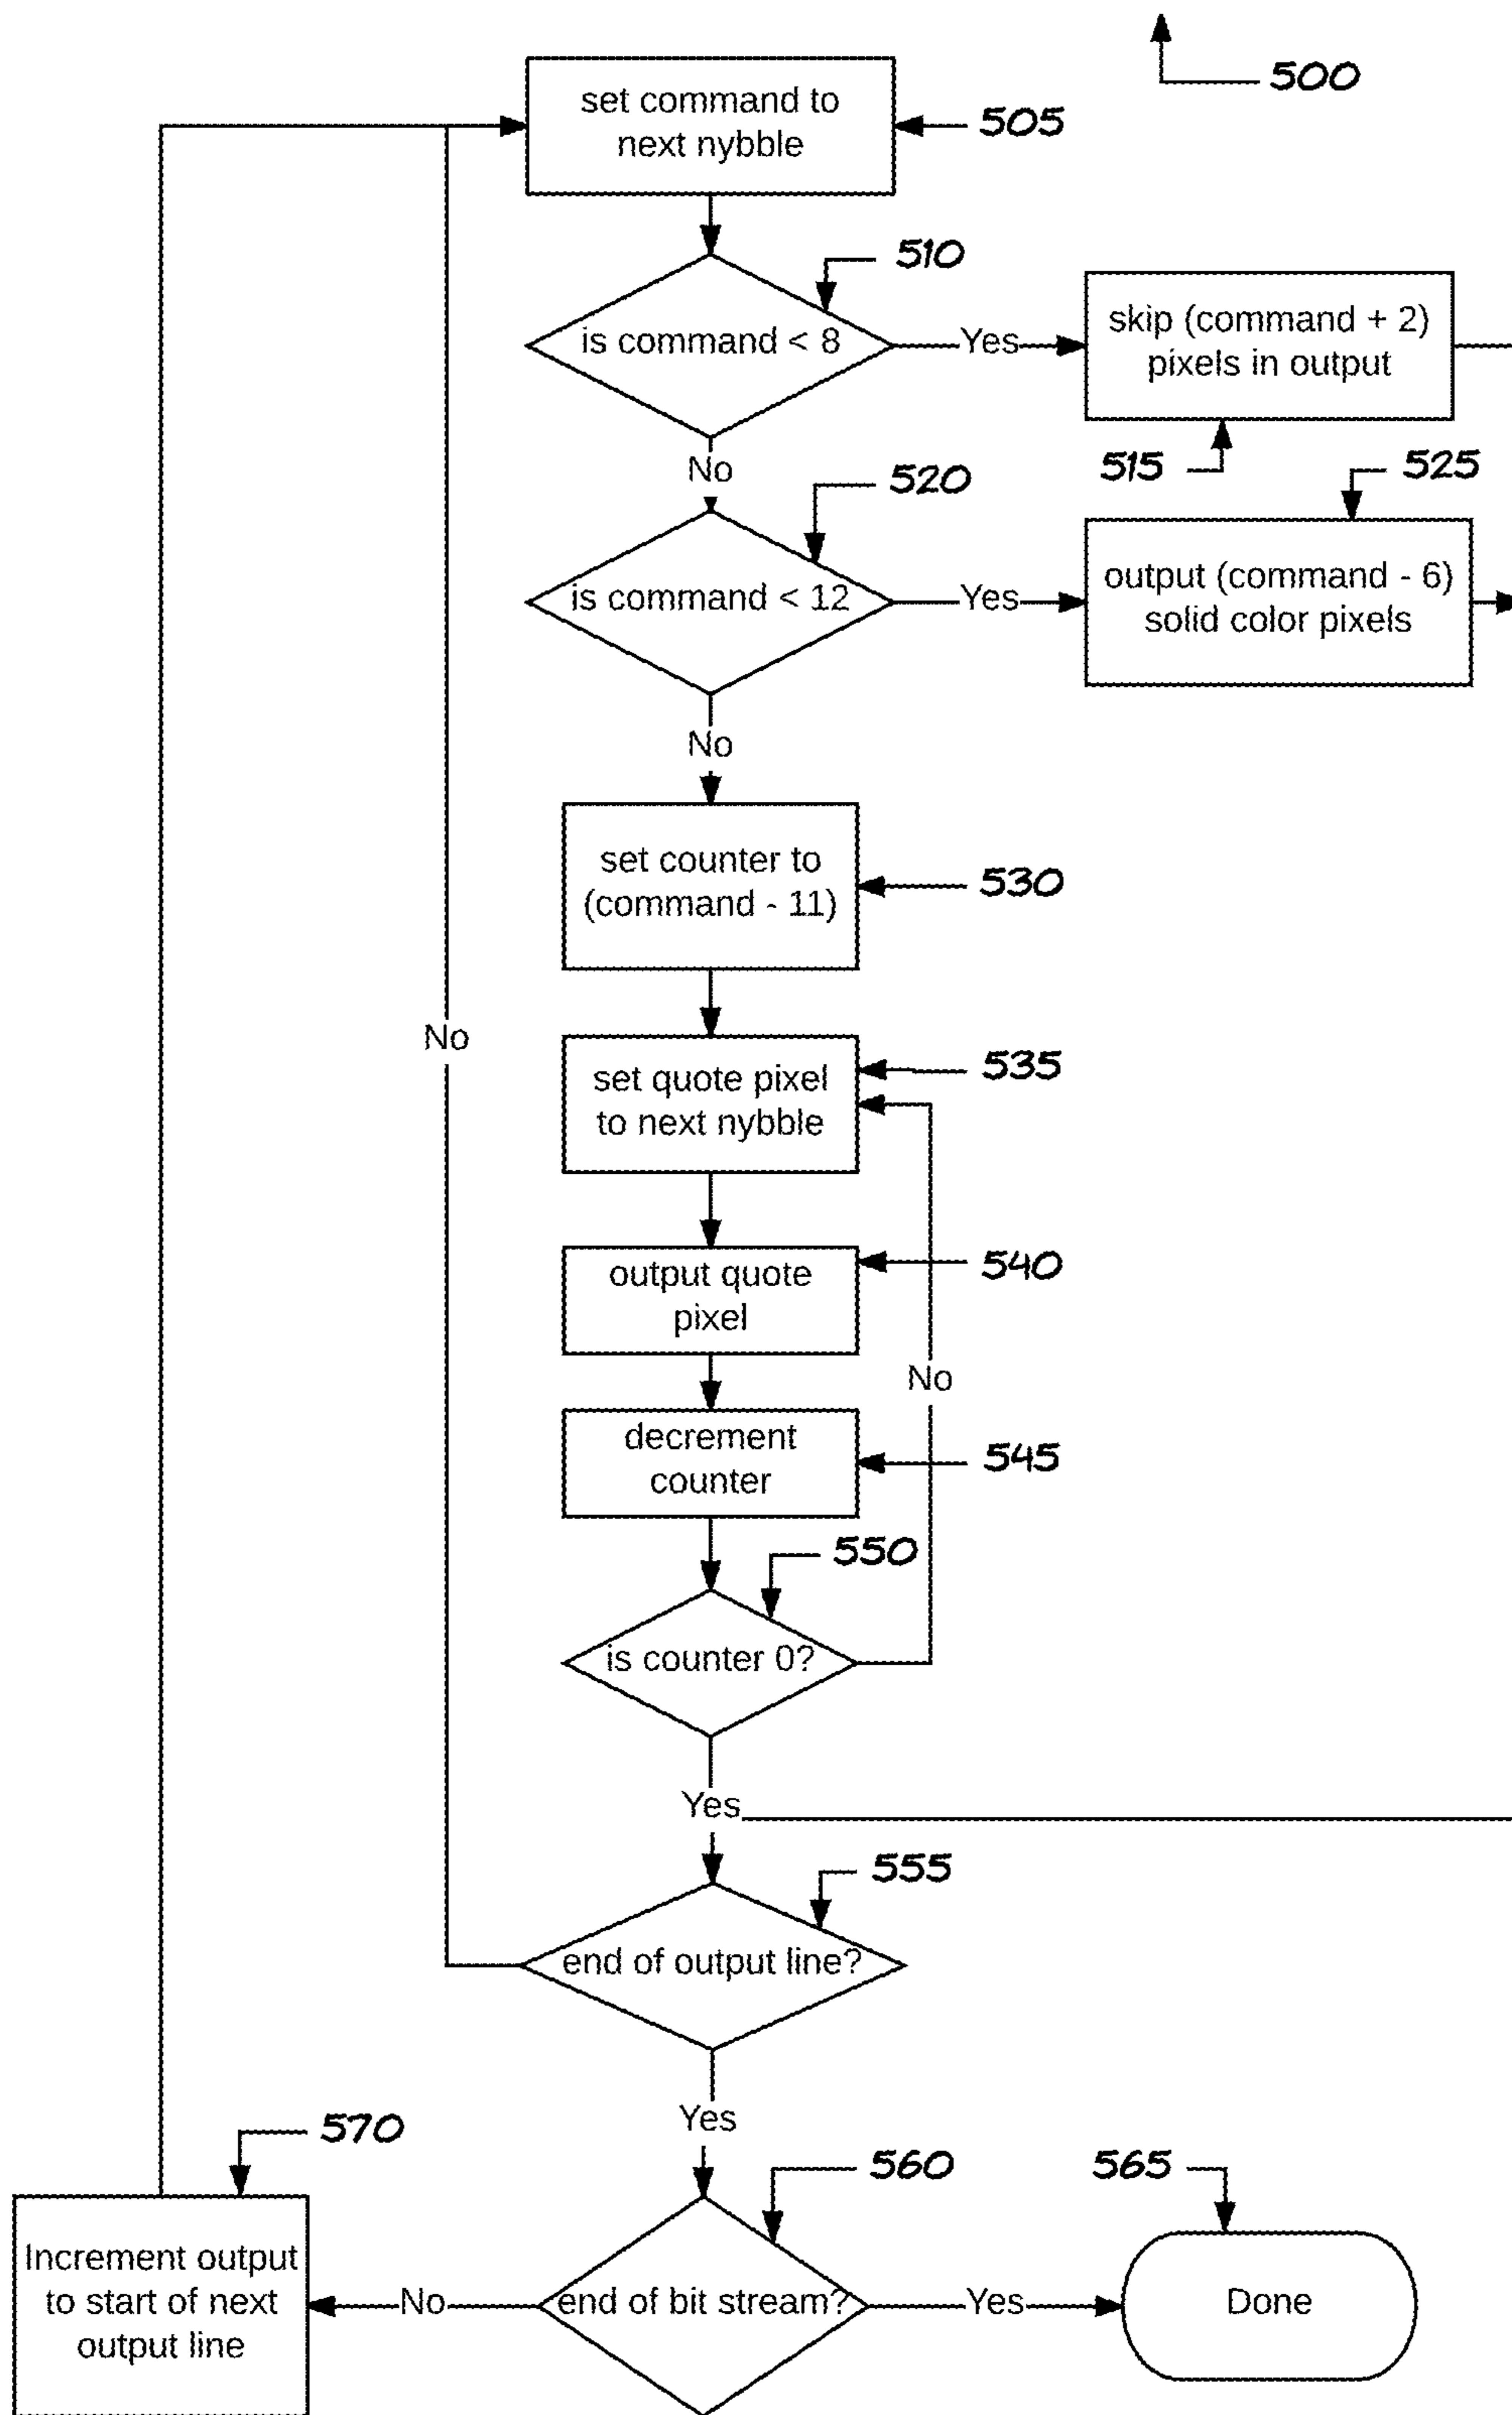 500
set command to
next nybble
505
510
is command < 8
Yes
skip (command + 2)
pixels in output
515
No
520
525
is command < 12
Yes
output (command - 6)
solid color pixels
No
set counter to
(command - 11)
530
No
set quote pixel
to next nybble
535
output quote
pixel
540
No
decrement
counter
545
550
is counter 0?
Yes
555
end of output line?
Yes
570
560
565
Increment output
to start of next
output line
No
end of bit stream?
Yes
Done